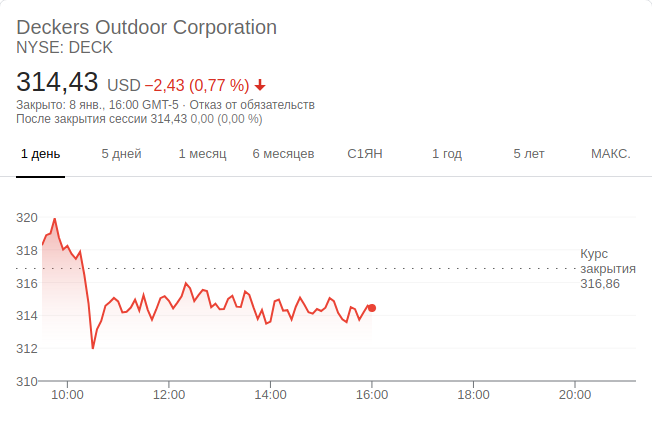 Deckers Outdoor Corporation
NYSE: DECK
314,43 USD −2,43 (0,77 %)
Закрыто: 8 янв., 16:00 GMT-5 · Отказ от обязательств
После закрытия сессии 314,43 0,00 (0,00 %)
1 день 5 дней 1 месяц 6 месяцев С1ЯН 1 год 5 лет МАКС.
320
318
316
314
312
310
Курс
закрытия
316,86
10:00 12:00 14:00 16:00 18:00 20:00